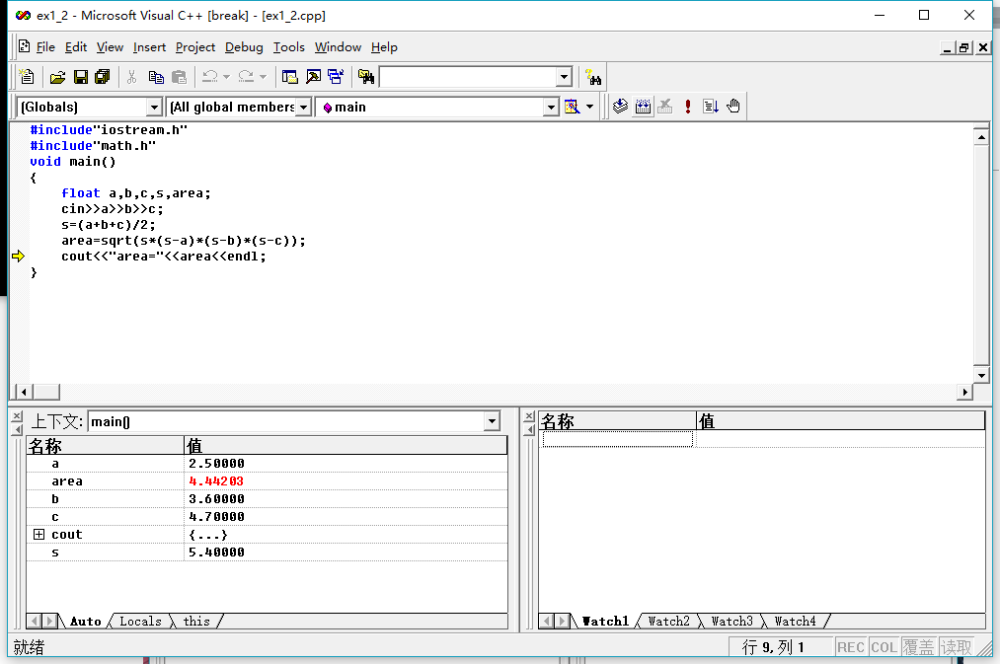 ex1_2 - Microsoft Visual C++ [break] - [ex1_2.cpp]
File Edit View Insert Project Debug Tools Window Help
(Globals) (All global members main
#include"iostream.h"
#include"math.h"
void main()
{
float a,b,c,s,area;
cin>>a>>b>>c;
s=(a+b+c)/2;
area=sqrt(s*(s-a)*(s-b)*(s-c));
cout<<"area="<<area<<endl;
}
上下文: main()
名称 值
a 2.50000
area 4.44203
b 3.60000
c 4.70000
cout {...}
s 5.40000
Auto Locals this
名称 值
Watch1 Watch2 Watch3 Watch4
就绪 行 9, 列 1 REC COL 覆盖 读取